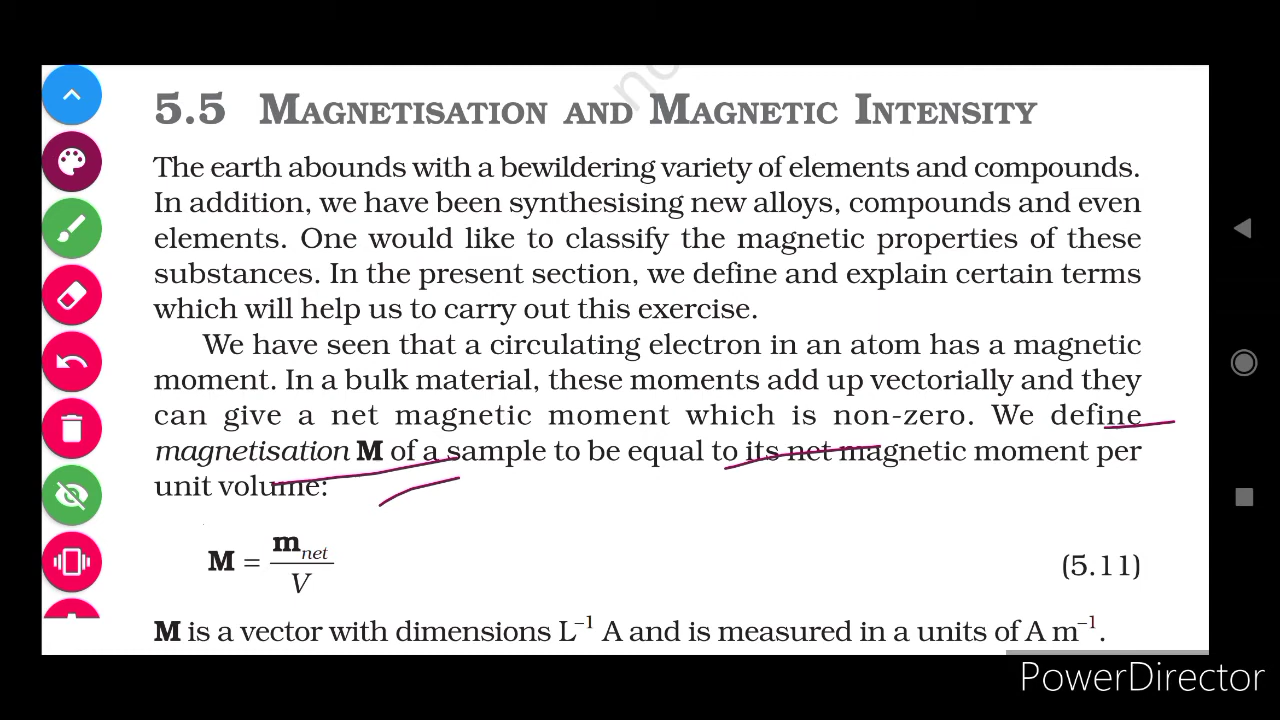 5.5 MAGNETISATION AND MAGNETIC INTENSITY
The earth abounds with a bewildering variety of elements and compounds.
In addition, we have been synthesising new alloys, compounds and even
elements. One would like to classify the magnetic properties of these
substances. In the present section, we define and explain certain terms
which will help us to carry out this exercise.
We have seen that a circulating electron in an atom has a magnetic
moment. In a bulk material, these moments add up vectorially and they
can give a net magnetic moment which is non-zero. We define
magnetisation M of a sample to be equal to its net magnetic moment per
unit volume:
M = m_net / V (5.11)
M is a vector with dimensions L⁻¹ A and is measured in a units of A m⁻¹.
PowerDirector